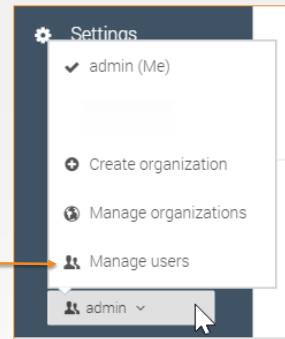 Settings
admin (Me)
Create organization
Manage organizations
Manage users
admin